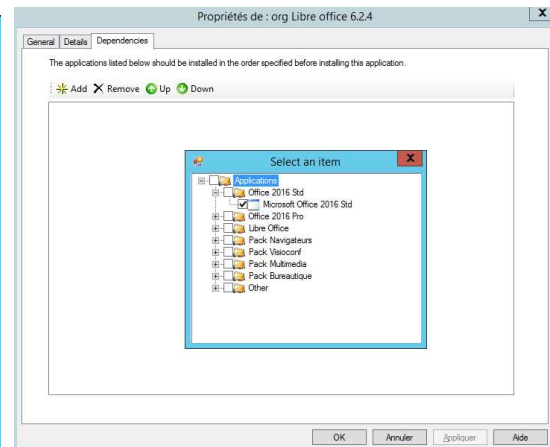 Propriétés de : org Libre office 6.2.4
X
General Details Dependencies
The applications listed below should be installed in the order specified before installing this application.
Add Remove Up Down
Select an item
X
Applications
Office 2016 Std
Microsoft Office 2016 Std
Office 2016 Pro
Libre Office
Pack Navigateurs
Pack Visioconf
Pack Multimedia
Pack Bureautique
Other
OK Annuler Appliquer Aide